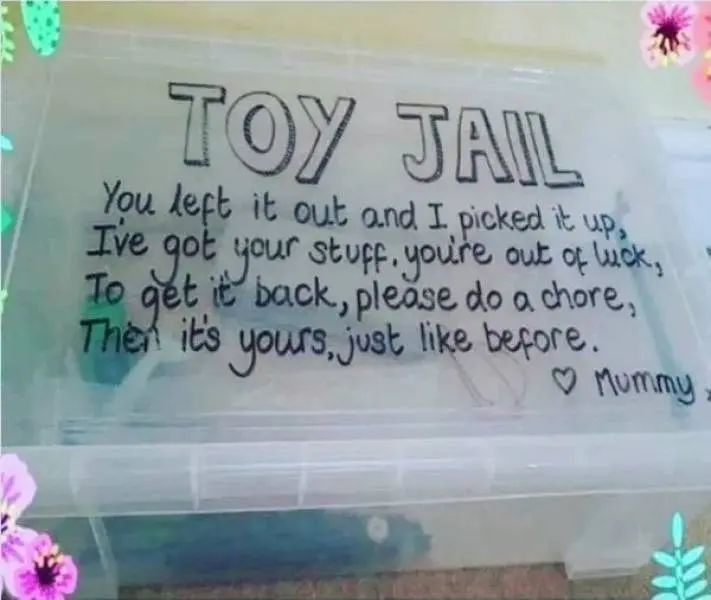 TOY JAIL
You left it out and I picked it up,
I've got your stuff, you're out of luck,
To get it back, please do a chore,
Then it's yours, just like before.
♡ Mummy x